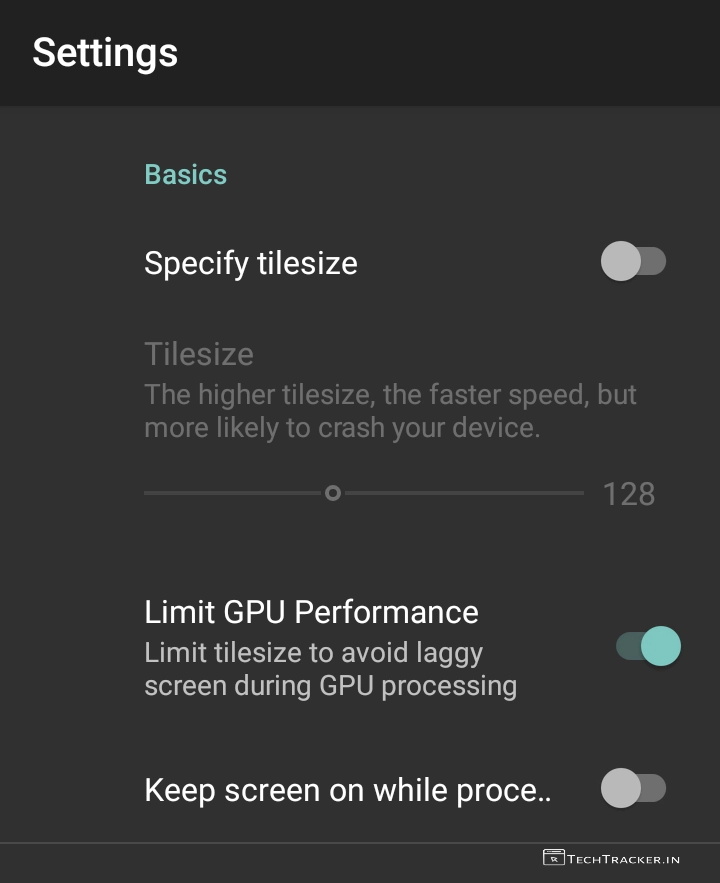 Settings
Basics
Specify tilesize
Tilesize
The higher tilesize, the faster speed, but
more likely to crash your device.
128
Limit GPU Performance
Limit tilesize to avoid laggy
screen during GPU processing
Keep screen on while proce..
TECHTRACKER.IN